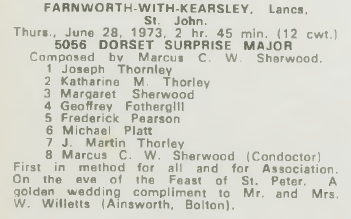 FARNWORTH-WITH-KEARSLEY, Lancs,
St. John.
Thurs., June 28, 1973, 2 hr. 45 min. (12 cwt.)
5056 DORSET SURPRISE MAJOR
Composed by Marcus C. W. Sherwood.
1 Joseph Thornley
2 Katharine M. Thorley
3 Margaret Sherwood
4 Geoffrey Fothergill
5 Frederick Pearson
6 Michael Platt
7 J. Martin Thorley
8 Marcus C. W. Sherwood (Condoctor)
First in method for all and for Association.
On the eve of the Feast of St. Peter. A
golden wedding compliment to Mr. and Mrs.
W. Willetts (Ainsworth, Bolton).